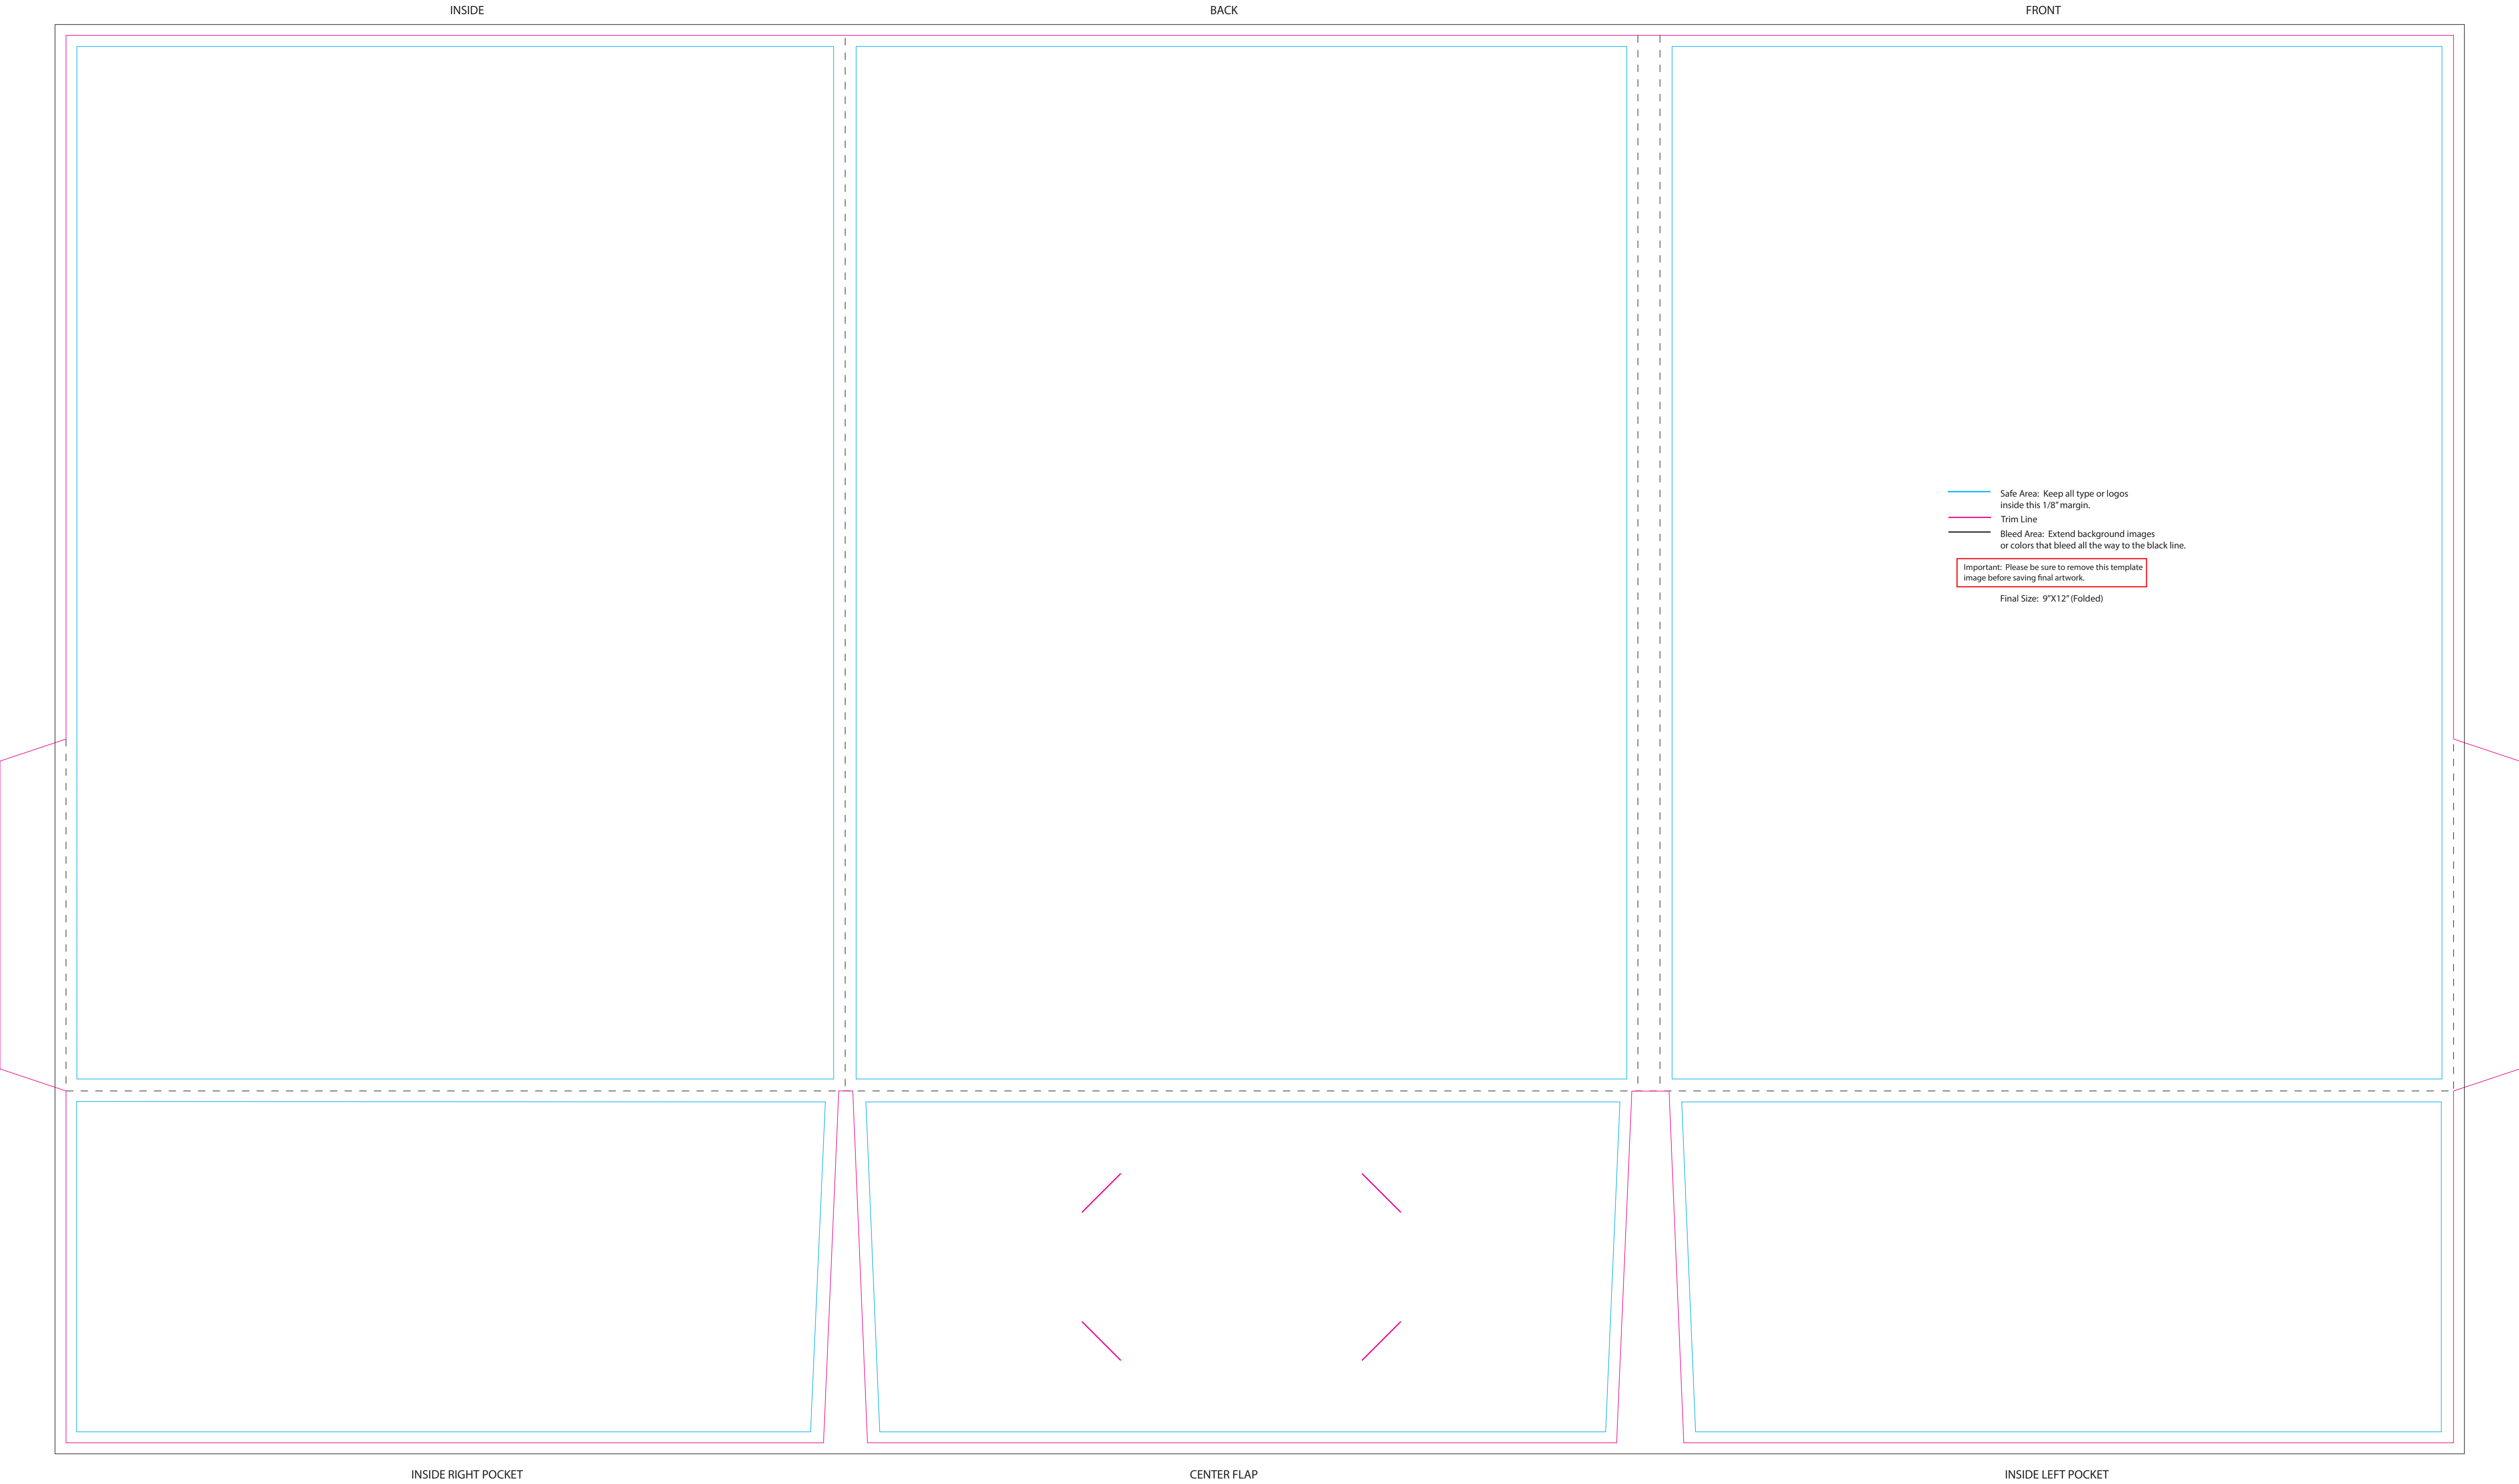 INSIDE
BACK
FRONT
Safe Area:  Keep all type or logos
inside this 1/8" margin.
Trim Line
Bleed Area:  Extend background images
or colors that bleed all the way to the black line.
Important:  Please be sure to remove this template
image before saving final artwork.
Final Size:  9"X12" (Folded)
INSIDE RIGHT POCKET
CENTER FLAP
INSIDE LEFT POCKET